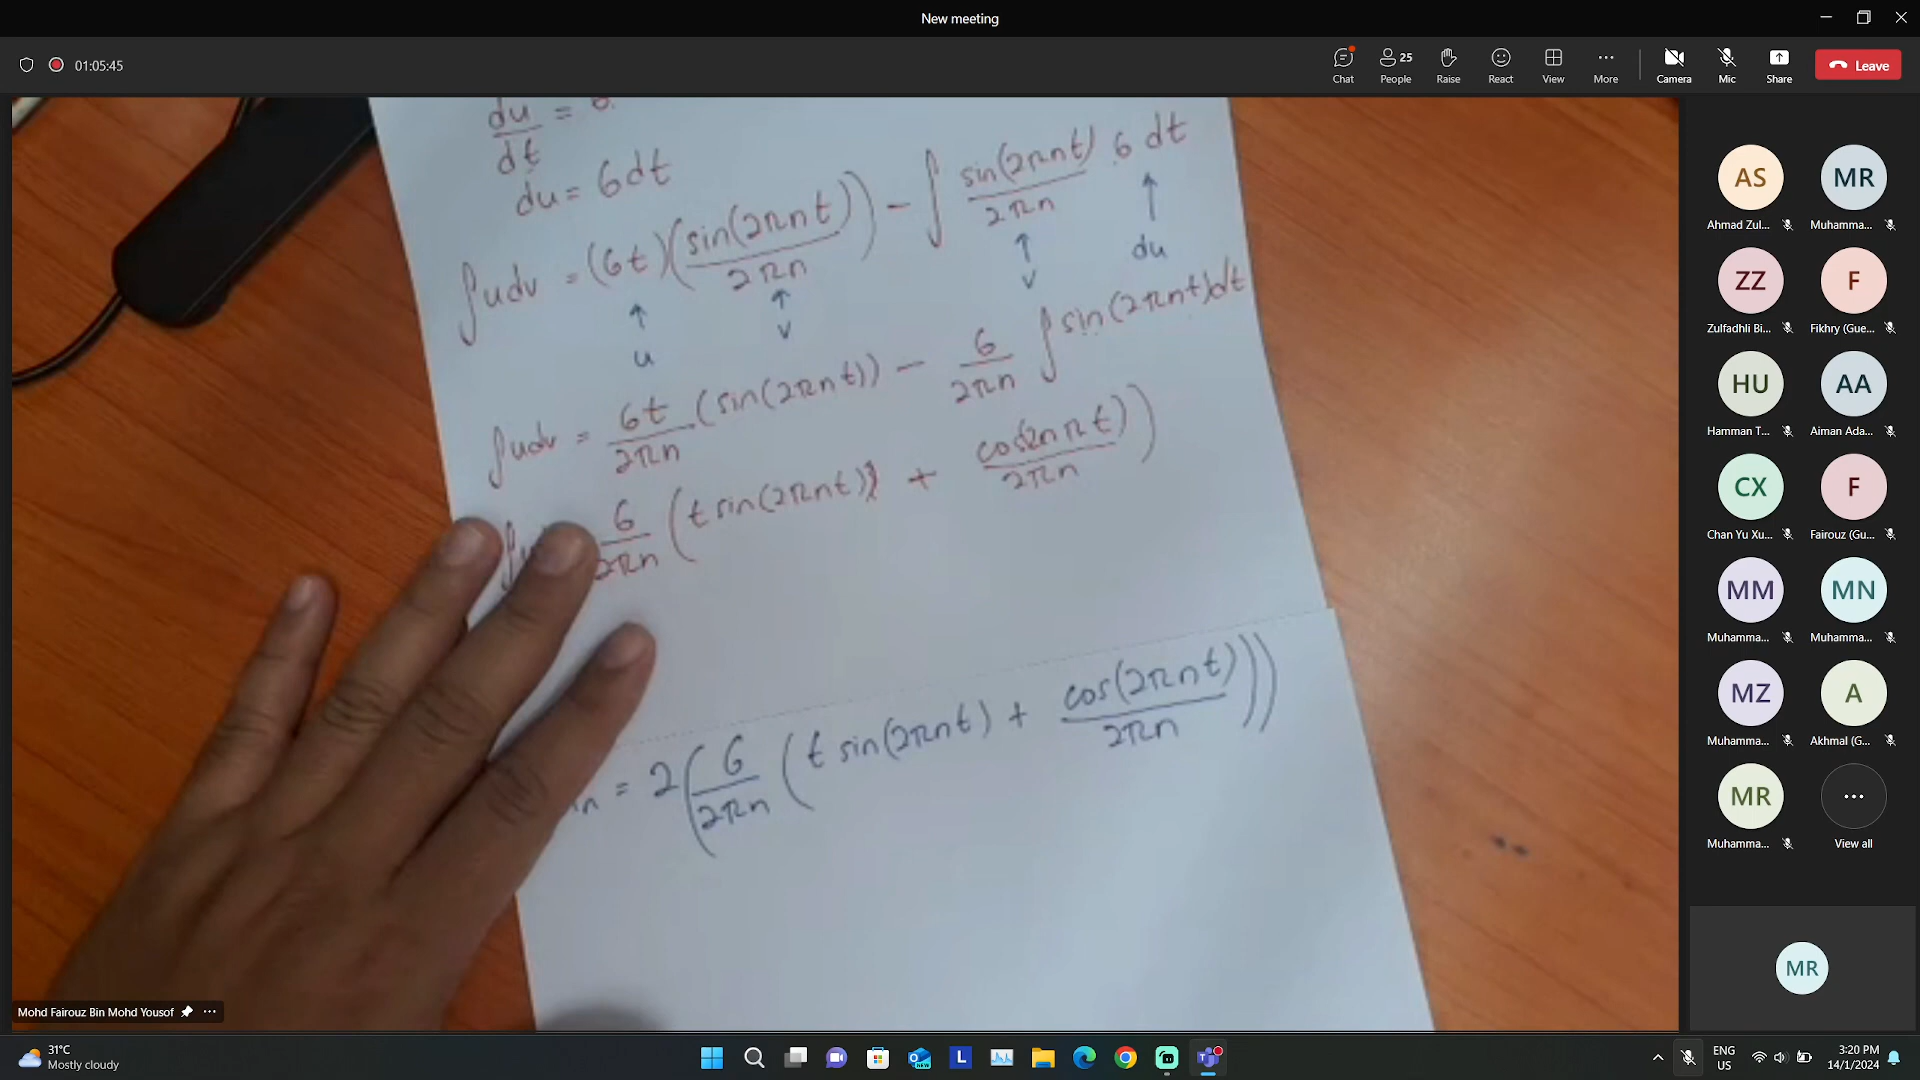 New meeting
01:05:45
Chat
25
People
Raise
React
View
More
Camera
Mic
Share
Leave
du/dt =
du = 6dt
∫udv = (6t)(sin(2πnt)/2πn) − ∫ sin(2πnt)/2πn . 6 dt
↑ ↑ ↑ ↑
u v v du
∫udv = 6t/2πn (sin(2πnt)) − 6/2πn ∫sin(2πnt)dt
6/2πn (t sin(2πnt) + cos(2nπt)/2πn)
n = 2(6/2πn (t sin(2πnt) + cos(2πnt)/2πn))
Mohd Fairouz Bin Mohd Yousof
AS
Ahmad Zul...
MR
Muhamma...
ZZ
Zulfadhli Bi...
F
Fikhry (Gue...
HU
Hamman T...
AA
Aiman Ada...
CX
Chan Yu Xu...
F
Fairouz (Gu...
MM
Muhamma...
MN
Muhamma...
MZ
Muhamma...
A
Akhmal (G...
MR
Muhamma...
View all
MR
31°C
Mostly cloudy
NEW
L
ENG
US
3:20 PM
14/1/2024